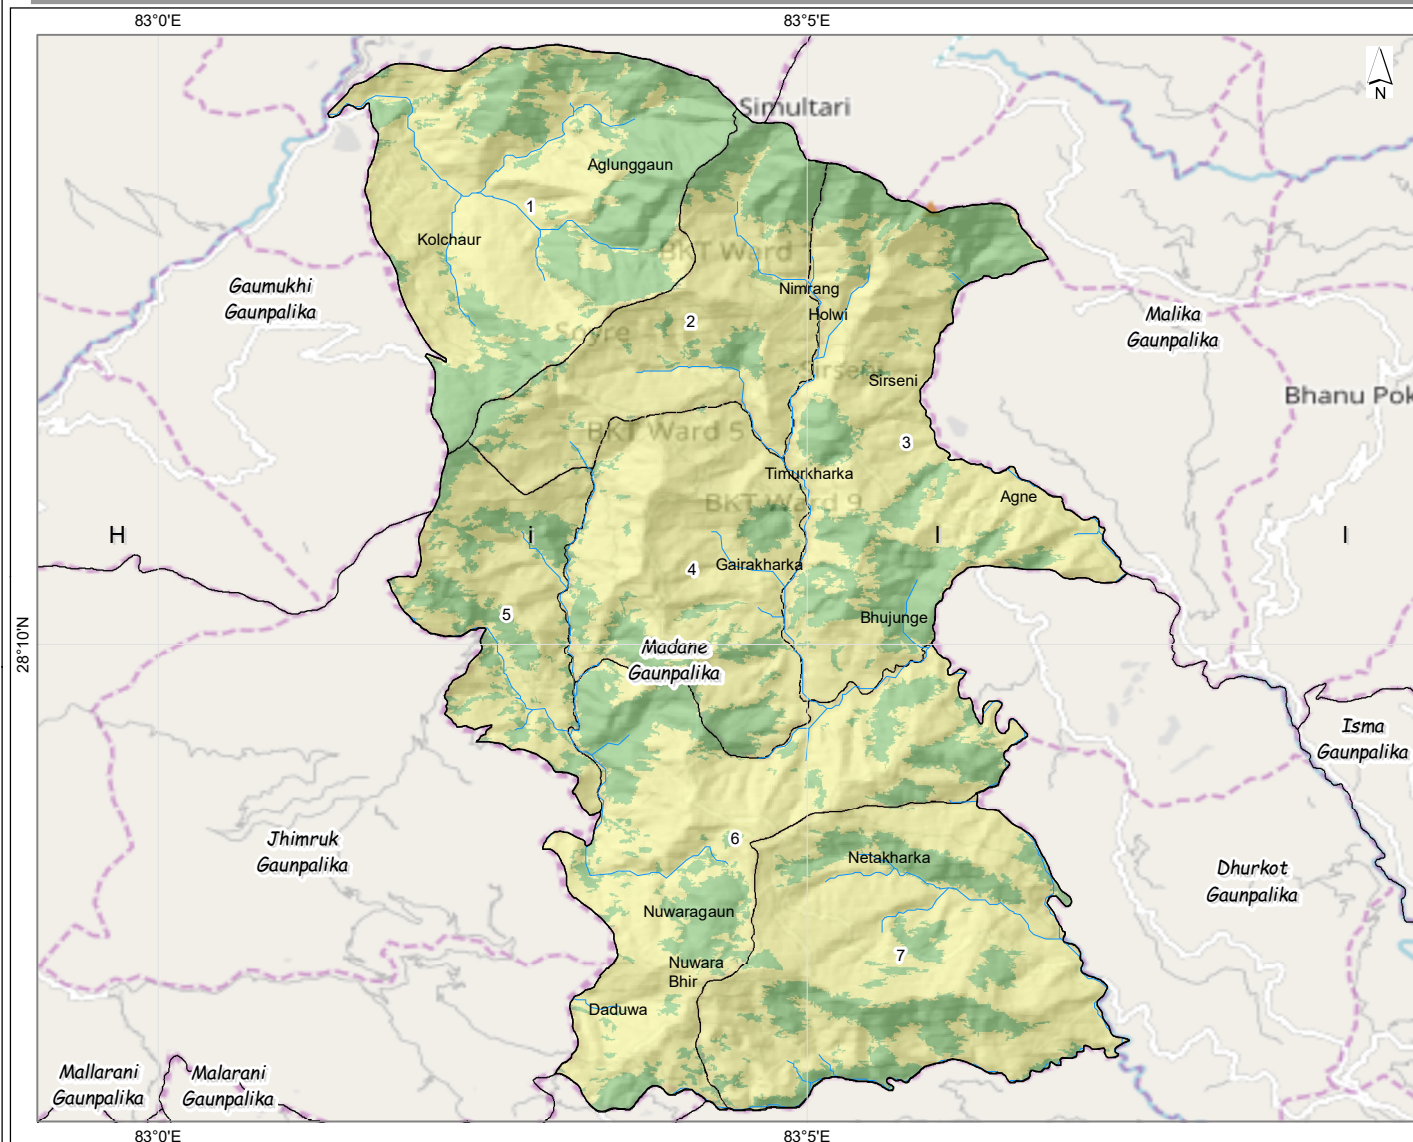 83°0'E
83°5'E
N
Simultari
Aglunggaun
1
Kolchaur
BKT Ward
Gaumukhi
Gaunpalika
Nimrang
Holwi
Malika
Gaunpalika
2
Sirseni
Sirseni
Bhanu Pok
BKT Ward 5
3
Timurkharka
Agne
BKT Ward 9
H
i
I
I
4
Gairakharka
5
Bhujunge
28°10'N
Madane
Gaunpalika
Isma
Gaunpalika
Jhimruk
Gaunpalika
6
Netakharka
Dhurkot
Gaunpalika
Nuwaragaun
7
Nuwara
Bhir
Daduwa
Mallarani
Gaunpalika
Malarani
Gaunpalika
83°0'E
83°5'E